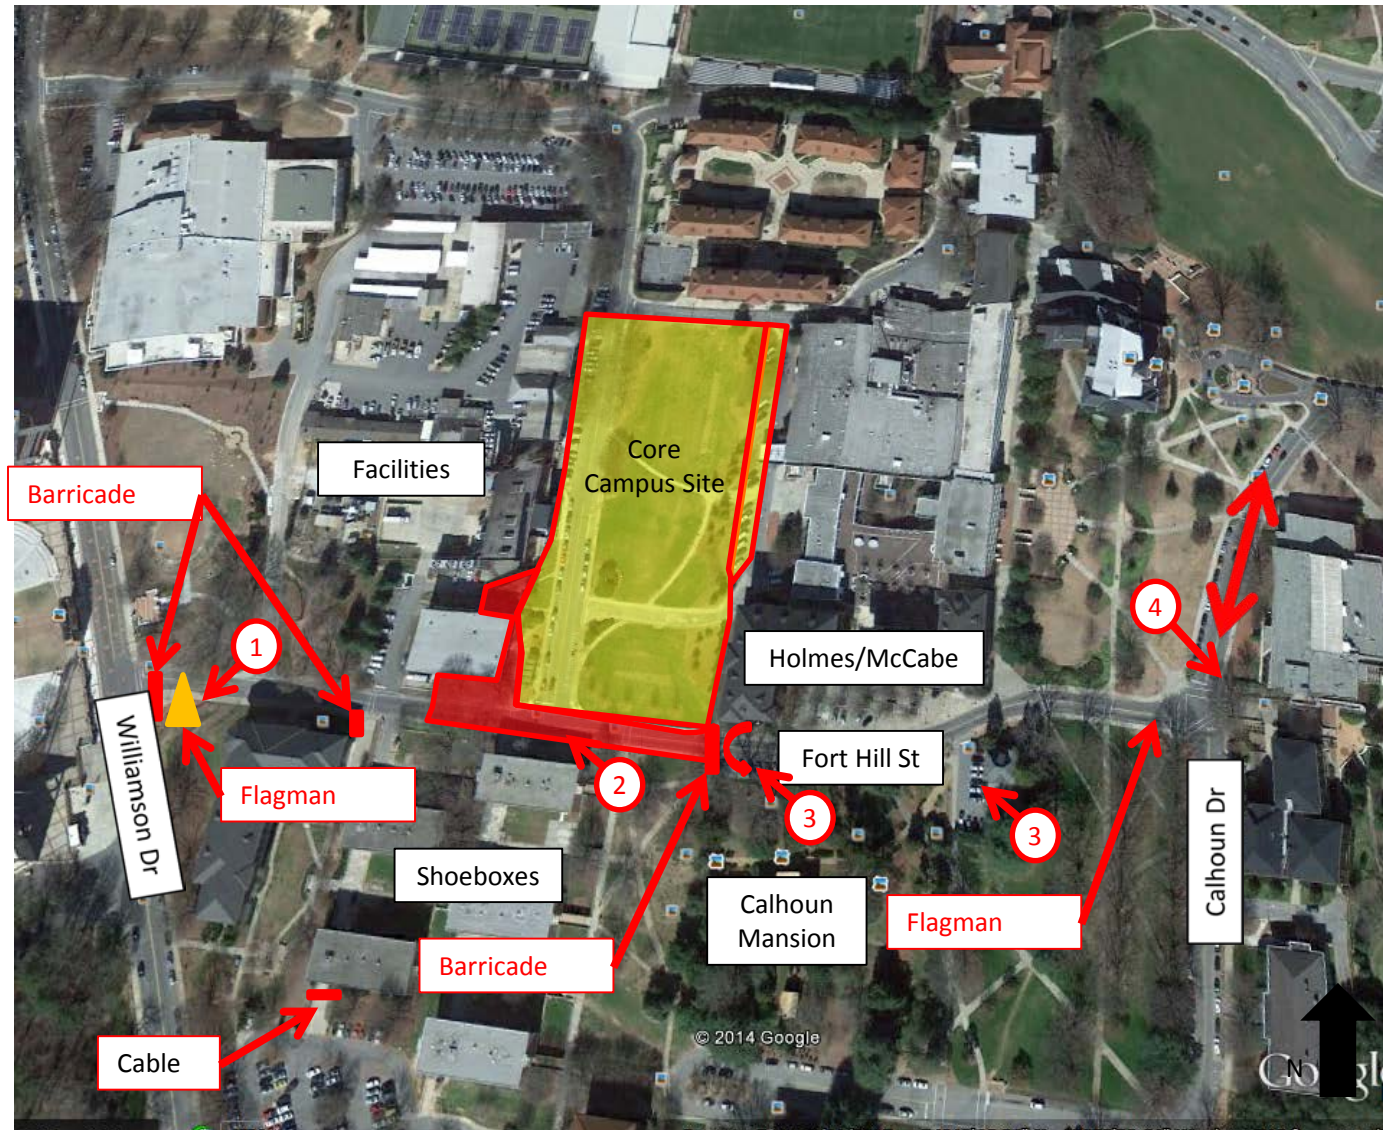 Core
Campus Site
Facilities
Barricade
4
1
Holmes/McCabe
Williamson Dr
Fort Hill St
Flagman
2
3
3
Calhoun Dr
Shoeboxes
Calhoun
Mansion
Flagman
Barricade
© 2014 Google
Cable
N
Google